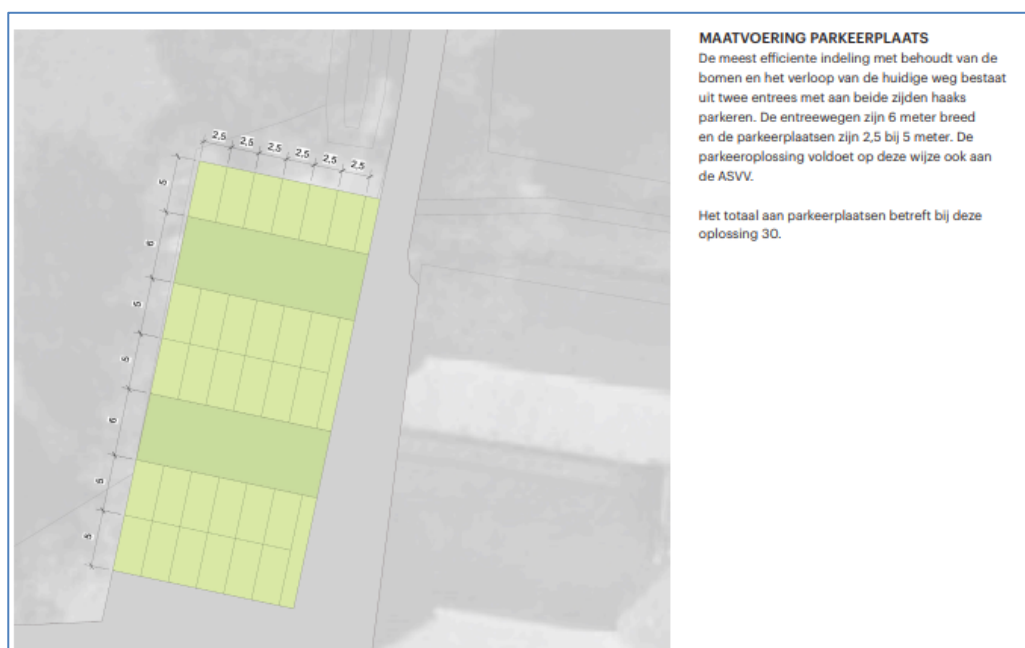 MAATVOERING PARKEERPLAATS
De meest efficiente indeling met behoudt van de
bomen en het verloop van de huidige weg bestaat
uit twee entrees met aan beide zijden haaks
parkeren. De entreewegen zijn 6 meter breed
en de parkeerplaatsen zijn 2,5 bij 5 meter. De
parkeeroplossing voldoet op deze wijze ook aan
de ASVV.
Het totaal aan parkeerplaatsen betreft bij deze
oplossing 30.
2,5 2,5 2,5 2,5 2,5 2,5
5
6
5
5
6
5
5